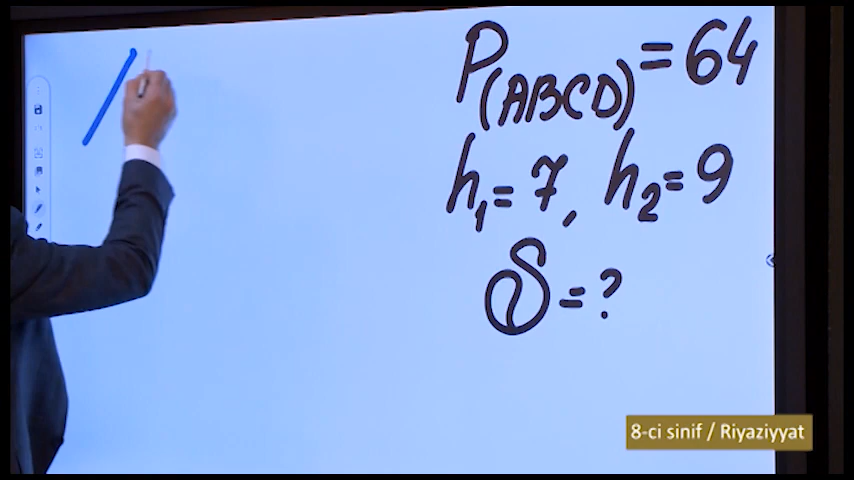 P(ABCD) = 64
h₁ = 7, h₂ = 9
S = ?
8-ci sinif / Riyaziyyat